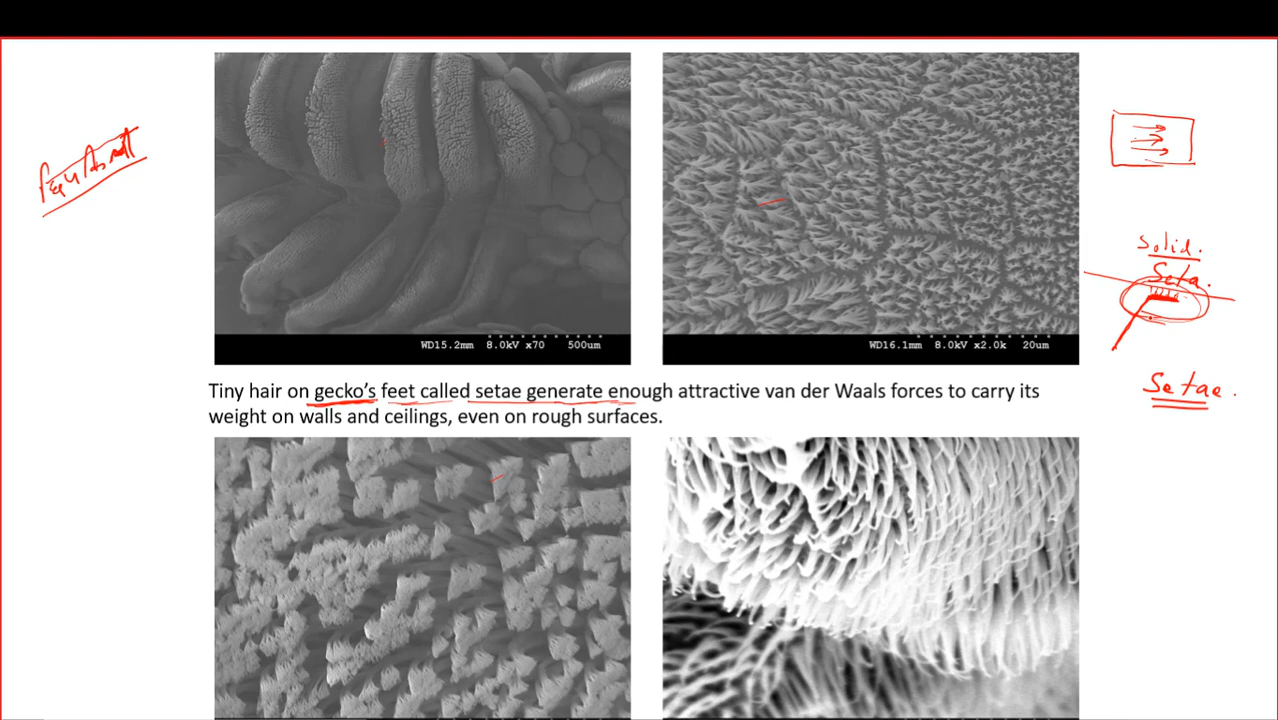 WD15.2mm 8.0kV x70 500um
WD16.1mm 8.0kV x2.0k 20um
Solid.
Seta.
Tiny hair on gecko's feet called setae generate enough attractive van der Waals forces to carry its
weight on walls and ceilings, even on rough surfaces.
Setae.